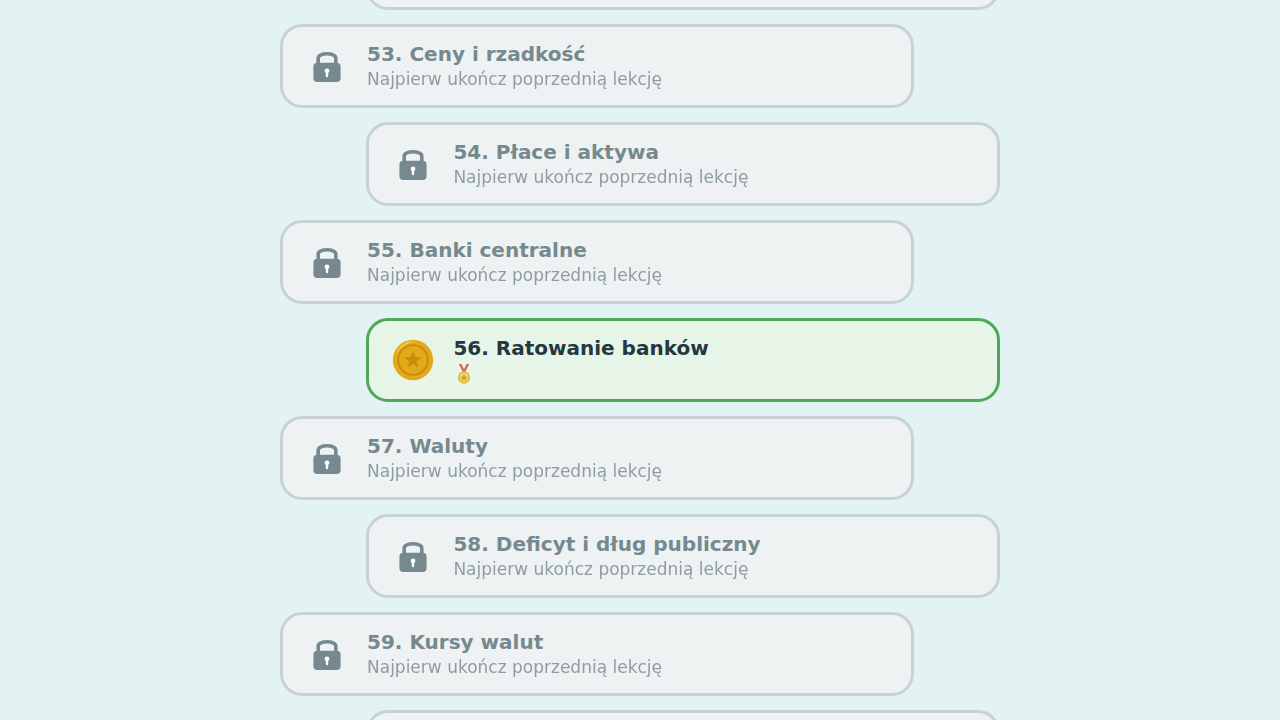 53. Ceny i rzadkość
Najpierw ukończ poprzednią lekcję
54. Płace i aktywa
Najpierw ukończ poprzednią lekcję
55. Banki centralne
Najpierw ukończ poprzednią lekcję
56. Ratowanie banków
57. Waluty
Najpierw ukończ poprzednią lekcję
58. Deficyt i dług publiczny
Najpierw ukończ poprzednią lekcję
59. Kursy walut
Najpierw ukończ poprzednią lekcję